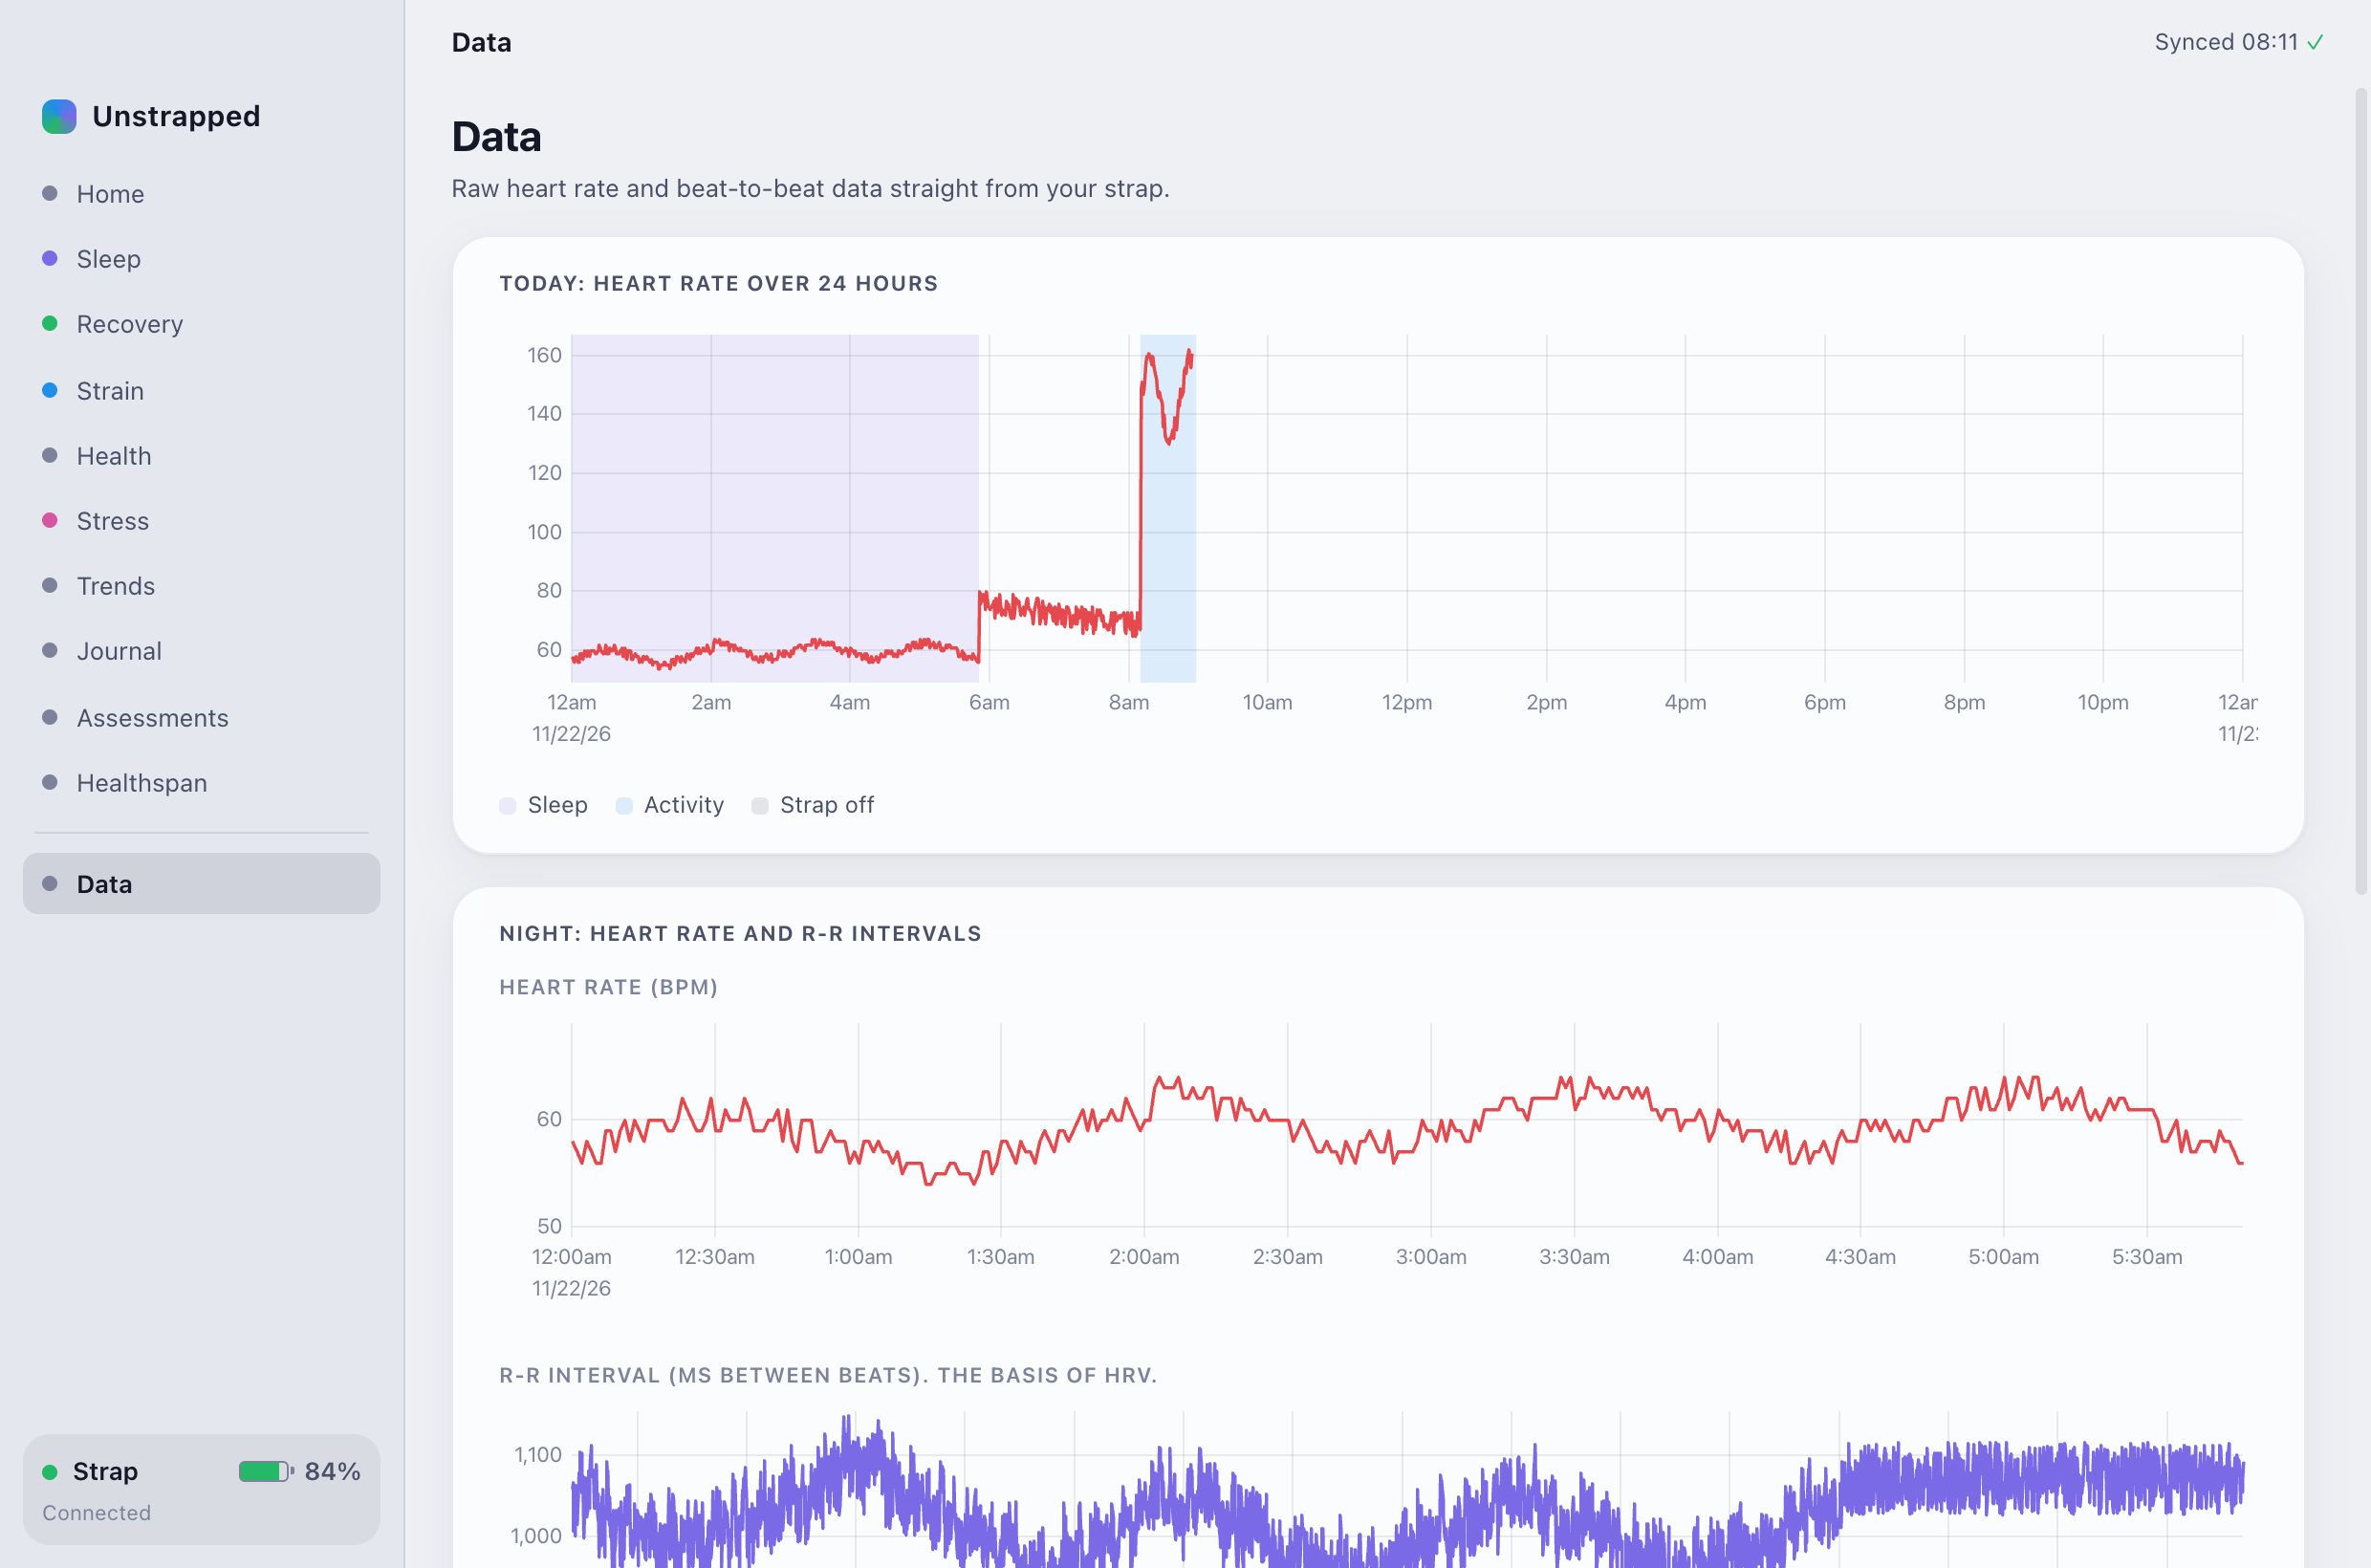 Data
Synced 08:11 ✓
Unstrapped
Home
Sleep
Recovery
Strain
Health
Stress
Trends
Journal
Assessments
Healthspan
Data
Strap
84%
Connected
Data
Raw heart rate and beat-to-beat data straight from your strap.
TODAY: HEART RATE OVER 24 HOURS
160
140
120
100
80
60
12am 2am 4am 6am 8am 10am 12pm 2pm 4pm 6pm 8pm 10pm
11/22/26
Sleep Activity Strap off
NIGHT: HEART RATE AND R-R INTERVALS
HEART RATE (BPM)
60
50
12:00am 12:30am 1:00am 1:30am 2:00am 2:30am 3:00am 3:30am 4:00am 4:30am 5:00am 5:30am
11/22/26
R-R INTERVAL (MS BETWEEN BEATS). THE BASIS OF HRV.
1,100
1,000